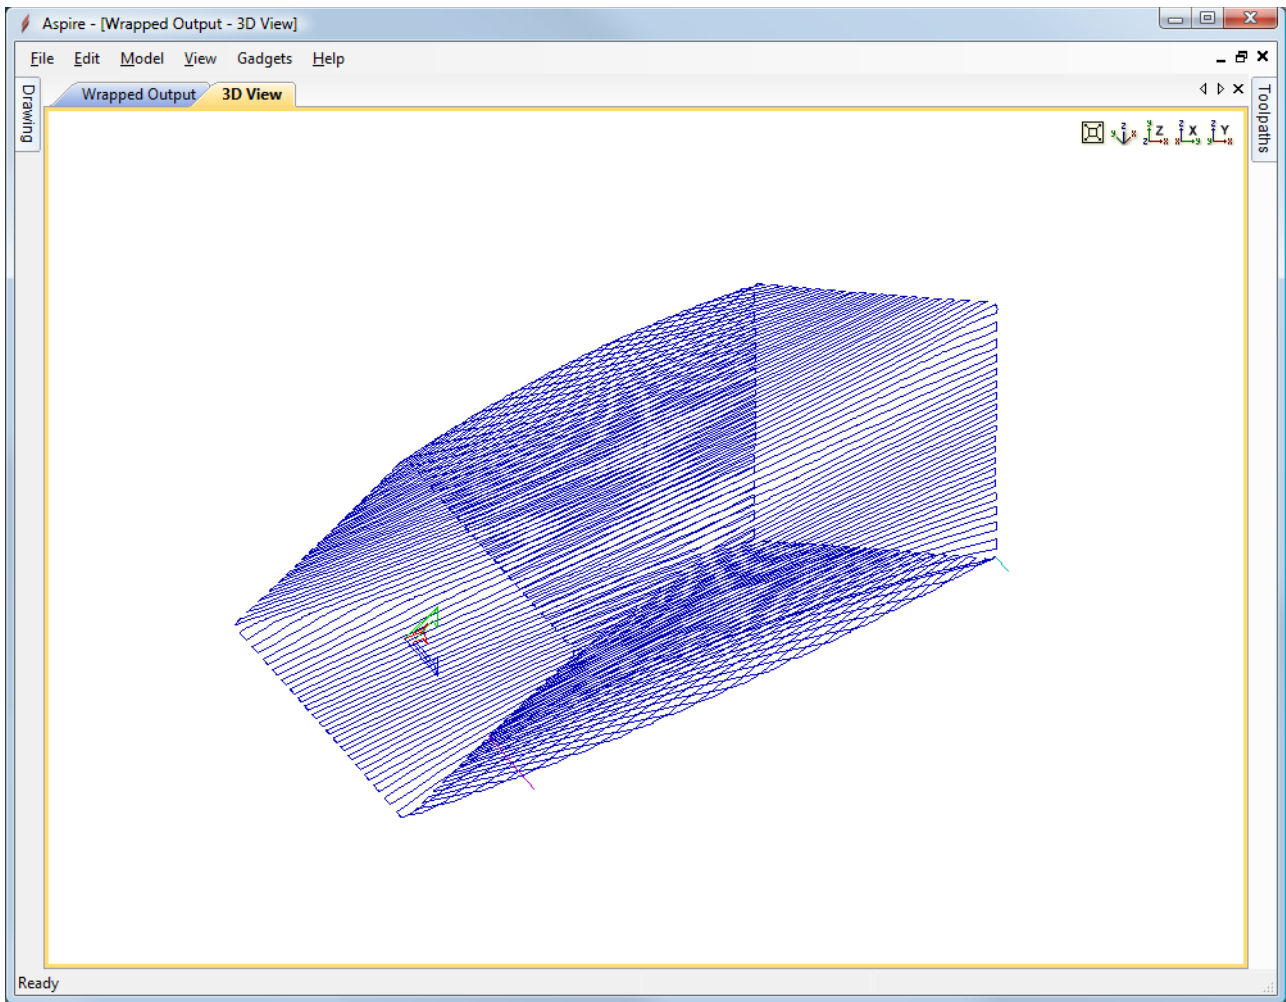 Aspire - [Wrapped Output - 3D View]
File Edit Model View Gadgets Help
Drawing
Wrapped Output 3D View
Toolpaths
y z x y z Z x z x X y z y Y x
Ready